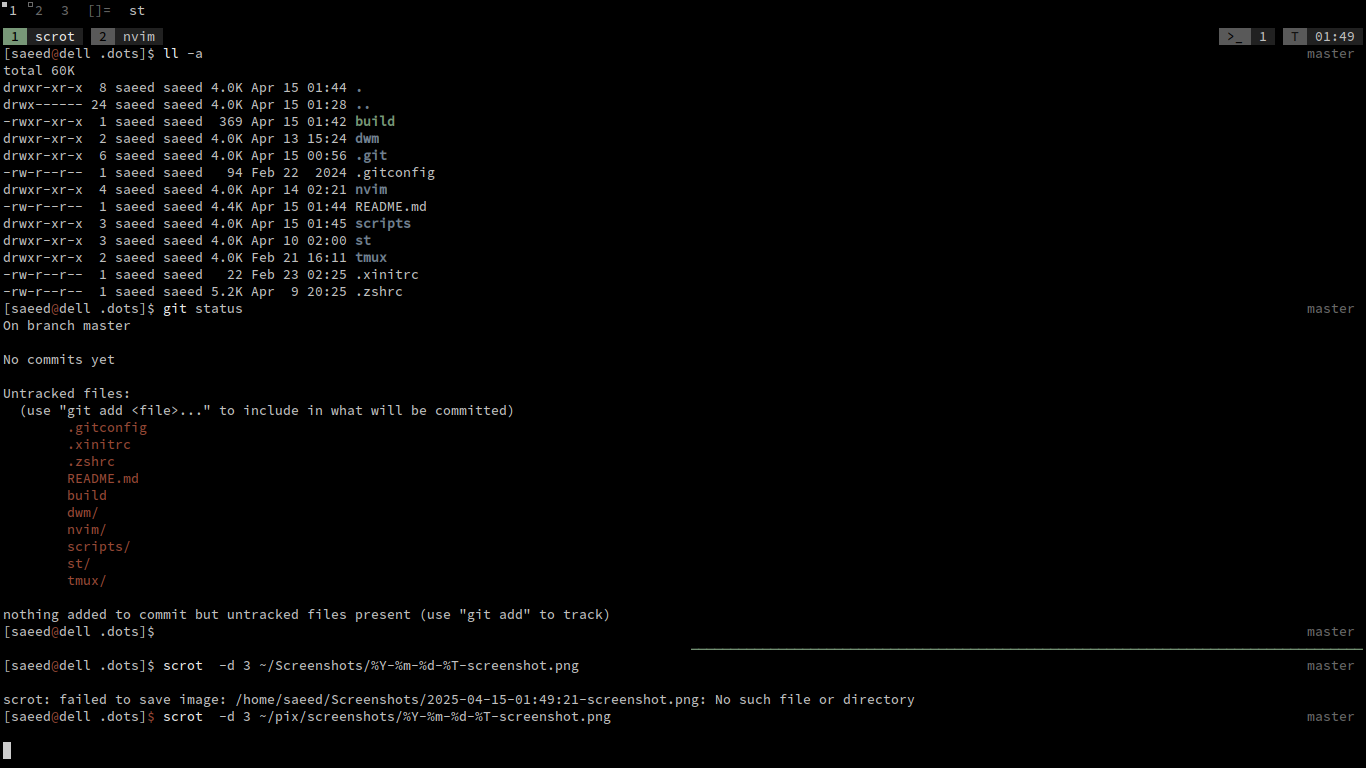 1 2 3 []= st
1 scrot 2 nvim >_ 1 T 01:49
[saeed@dell .dots]$ ll -a master
total 60K
drwxr-xr-x  8 saeed saeed 4.0K Apr 15 01:44 .
drwx------ 24 saeed saeed 4.0K Apr 15 01:28 ..
-rwxr-xr-x  1 saeed saeed  369 Apr 15 01:42 build
drwxr-xr-x  2 saeed saeed 4.0K Apr 13 15:24 dwm
drwxr-xr-x  6 saeed saeed 4.0K Apr 15 00:56 .git
-rw-r--r--  1 saeed saeed   94 Feb 22  2024 .gitconfig
drwxr-xr-x  4 saeed saeed 4.0K Apr 14 02:21 nvim
-rw-r--r--  1 saeed saeed 4.4K Apr 15 01:44 README.md
drwxr-xr-x  3 saeed saeed 4.0K Apr 15 01:45 scripts
drwxr-xr-x  3 saeed saeed 4.0K Apr 10 02:00 st
drwxr-xr-x  2 saeed saeed 4.0K Feb 21 16:11 tmux
-rw-r--r--  1 saeed saeed   22 Feb 23 02:25 .xinitrc
-rw-r--r--  1 saeed saeed 5.2K Apr  9 20:25 .zshrc
[saeed@dell .dots]$ git status master
On branch master
No commits yet
Untracked files:
  (use "git add <file>..." to include in what will be committed)
        .gitconfig
        .xinitrc
        .zshrc
        README.md
        build
        dwm/
        nvim/
        scripts/
        st/
        tmux/
nothing added to commit but untracked files present (use "git add" to track)
[saeed@dell .dots]$ master
[saeed@dell .dots]$ scrot  -d 3 ~/Screenshots/%Y-%m-%d-%T-screenshot.png master
scrot: failed to save image: /home/saeed/Screenshots/2025-04-15-01:49:21-screenshot.png: No such file or directory
[saeed@dell .dots]$ scrot  -d 3 ~/pix/screenshots/%Y-%m-%d-%T-screenshot.png master